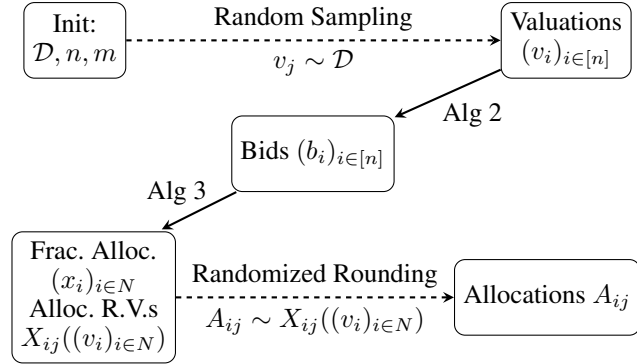 Init:
𝒟, n, m
Random Sampling
v_j ∼ 𝒟
Valuations
(v_i)_{i∈[n]}
Alg 2
Bids (b_i)_{i∈[n]}
Alg 3
Frac. Alloc.
(x_i)_{i∈N}
Alloc. R.V.s
X_{ij}((v_i)_{i∈N})
Randomized Rounding
A_{ij} ∼ X_{ij}((v_i)_{i∈N})
Allocations A_{ij}